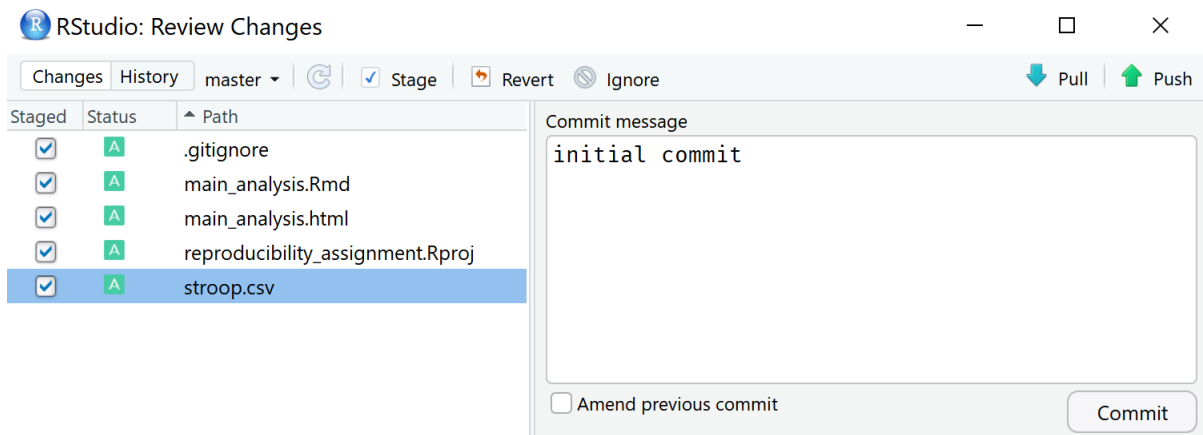 R RStudio: Review Changes
Changes History master Stage Revert Ignore Pull Push
Staged Status Path
A .gitignore
A main_analysis.Rmd
A main_analysis.html
A reproducibility_assignment.Rproj
A stroop.csv
Commit message
initial commit
Amend previous commit
Commit